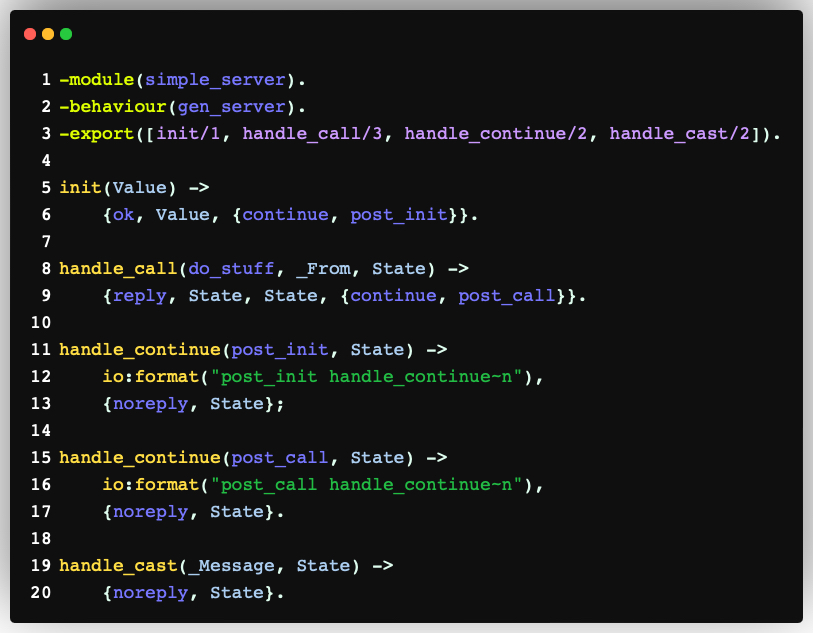 1 -module(simple_server).
2 -behaviour(gen_server).
3 -export([init/1, handle_call/3, handle_continue/2, handle_cast/2]).
4
5 init(Value) ->
6     {ok, Value, {continue, post_init}}.
7
8 handle_call(do_stuff, _From, State) ->
9     {reply, State, State, {continue, post_call}}.
10
11 handle_continue(post_init, State) ->
12     io:format("post_init handle_continue~n"),
13     {noreply, State};
14
15 handle_continue(post_call, State) ->
16     io:format("post_call handle_continue~n"),
17     {noreply, State}.
18
19 handle_cast(_Message, State) ->
20     {noreply, State}.